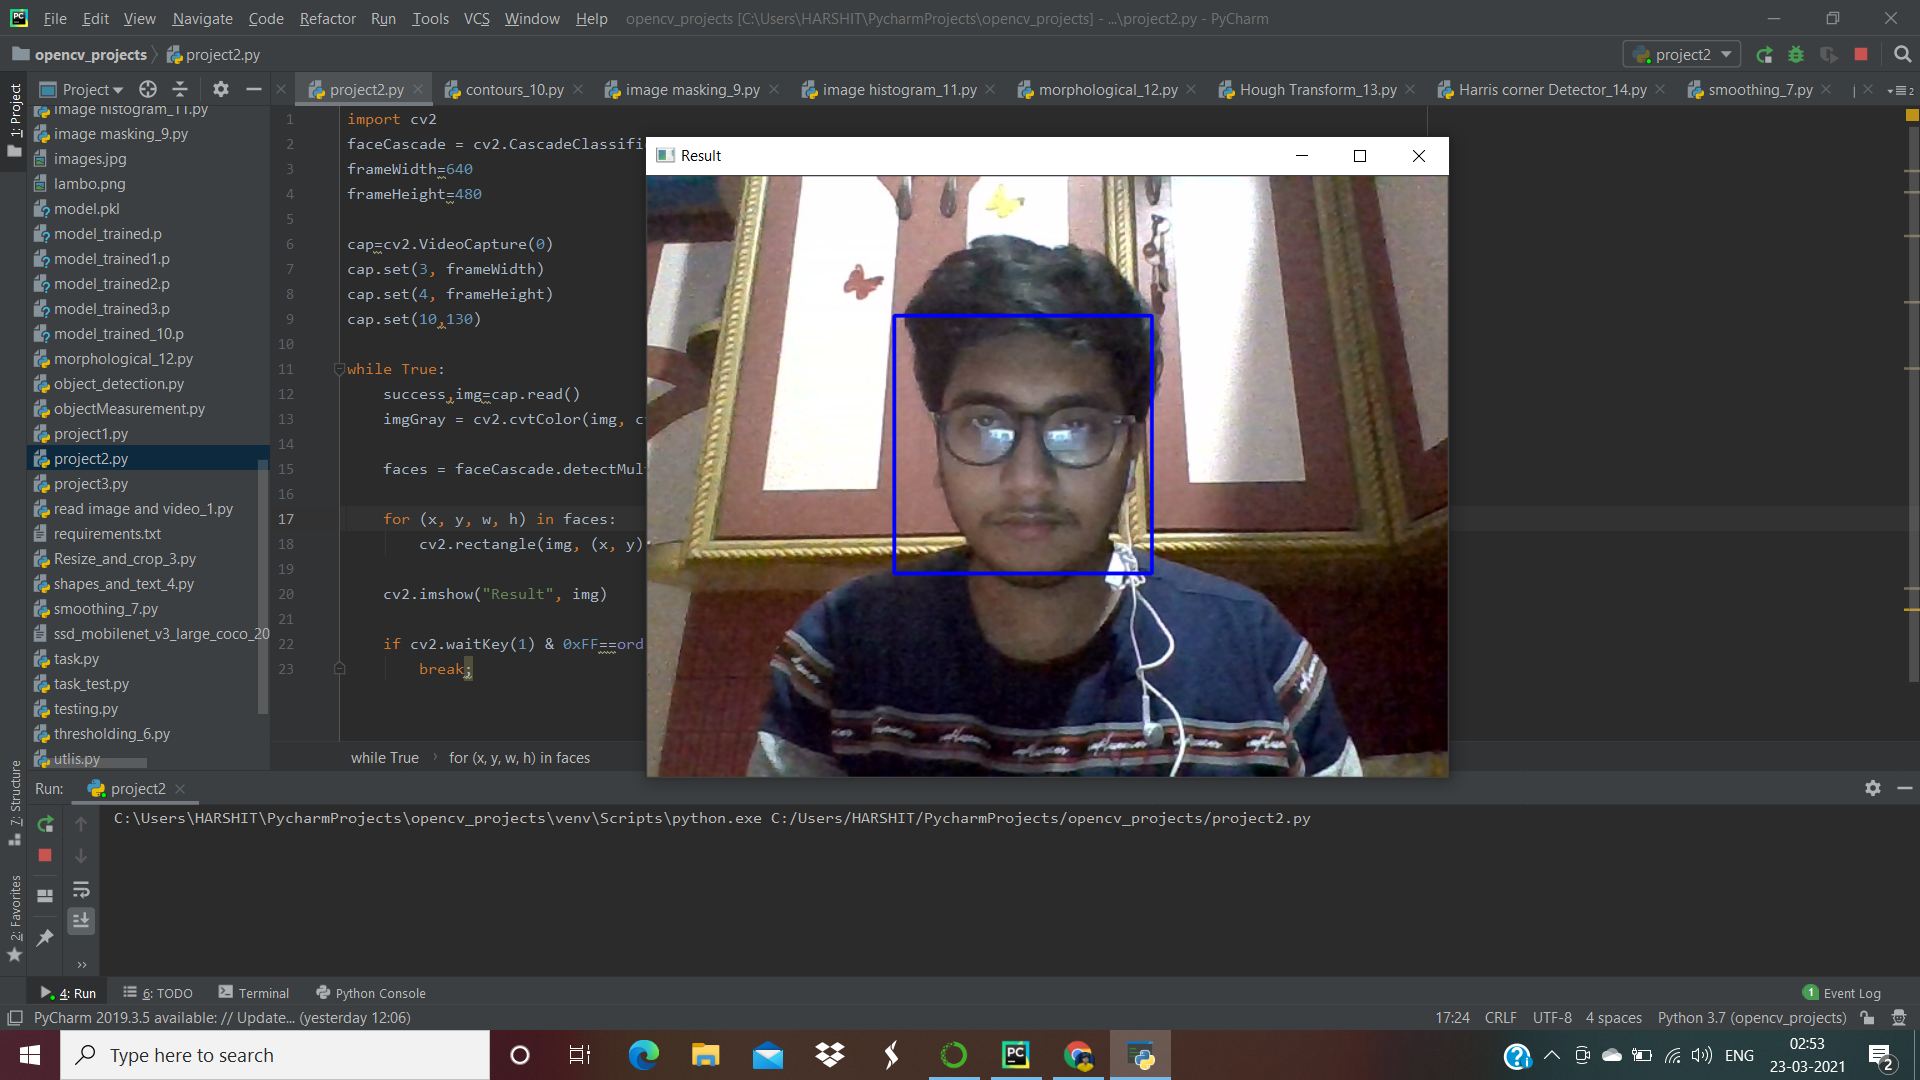 File Edit View Navigate Code Refactor Run Tools VCS Window Help opencv_projects [C:\Users\HARSHIT\PycharmProjects\opencv_projects] - ...\project2.py - PyCharm
opencv_projects project2.py project2
1: Project
Project
project2.py contours_10.py image masking_9.py image histogram_11.py morphological_12.py Hough Transform_13.py Harris corner Detector_14.py smoothing_7.py 2
image histogram_11.py
image masking_9.py
images.jpg
lambo.png
model.pkl
model_trained.p
model_trained1.p
model_trained2.p
model_trained3.p
model_trained_10.p
morphological_12.py
object_detection.py
objectMeasurement.py
project1.py
project2.py
project3.py
read image and video_1.py
requirements.txt
Resize_and_crop_3.py
shapes_and_text_4.py
smoothing_7.py
ssd_mobilenet_v3_large_coco_20
task.py
task_test.py
testing.py
thresholding_6.py
utlis.py
1 import cv2
2 faceCascade = cv2.CascadeClassifi
3 frameWidth=640
4 frameHeight=480
5
6 cap=cv2.VideoCapture(0)
7 cap.set(3, frameWidth)
8 cap.set(4, frameHeight)
9 cap.set(10,130)
10
11 while True:
12 success,img=cap.read()
13 imgGray = cv2.cvtColor(img, c
14
15 faces = faceCascade.detectMul
16
17 for (x, y, w, h) in faces:
18 cv2.rectangle(img, (x, y)
19
20 cv2.imshow("Result", img)
21
22 if cv2.waitKey(1) & 0xFF==ord
23 break;
while True for (x, y, w, h) in faces
Result
7: Structure
2: Favorites
Run: project2
C:\Users\HARSHIT\PycharmProjects\opencv_projects\venv\Scripts\python.exe C:/Users/HARSHIT/PycharmProjects/opencv_projects/project2.py
4: Run 6: TODO Terminal Python Console 1 Event Log
PyCharm 2019.3.5 available: // Update... (yesterday 12:06) 17:24 CRLF UTF-8 4 spaces Python 3.7 (opencv_projects)
Type here to search
PC
ENG
02:53
23-03-2021
2